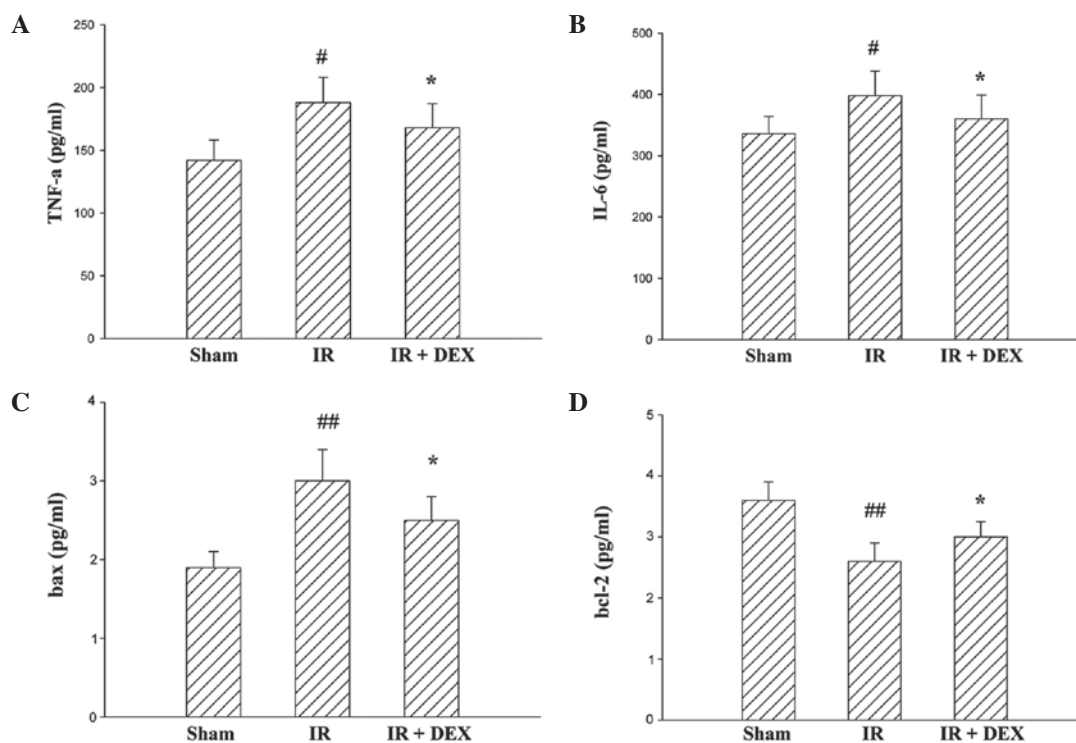 A
TNF-a (pg/ml)
250
200
150
100
50
0
#
*
Sham IR IR + DEX
B
IL-6 (pg/ml)
500
400
300
200
100
0
#
*
Sham IR IR + DEX
C
bax (pg/ml)
4
3
2
1
0
##
*
Sham IR IR + DEX
D
bcl-2 (pg/ml)
5
4
3
2
1
0
##
*
Sham IR IR + DEX